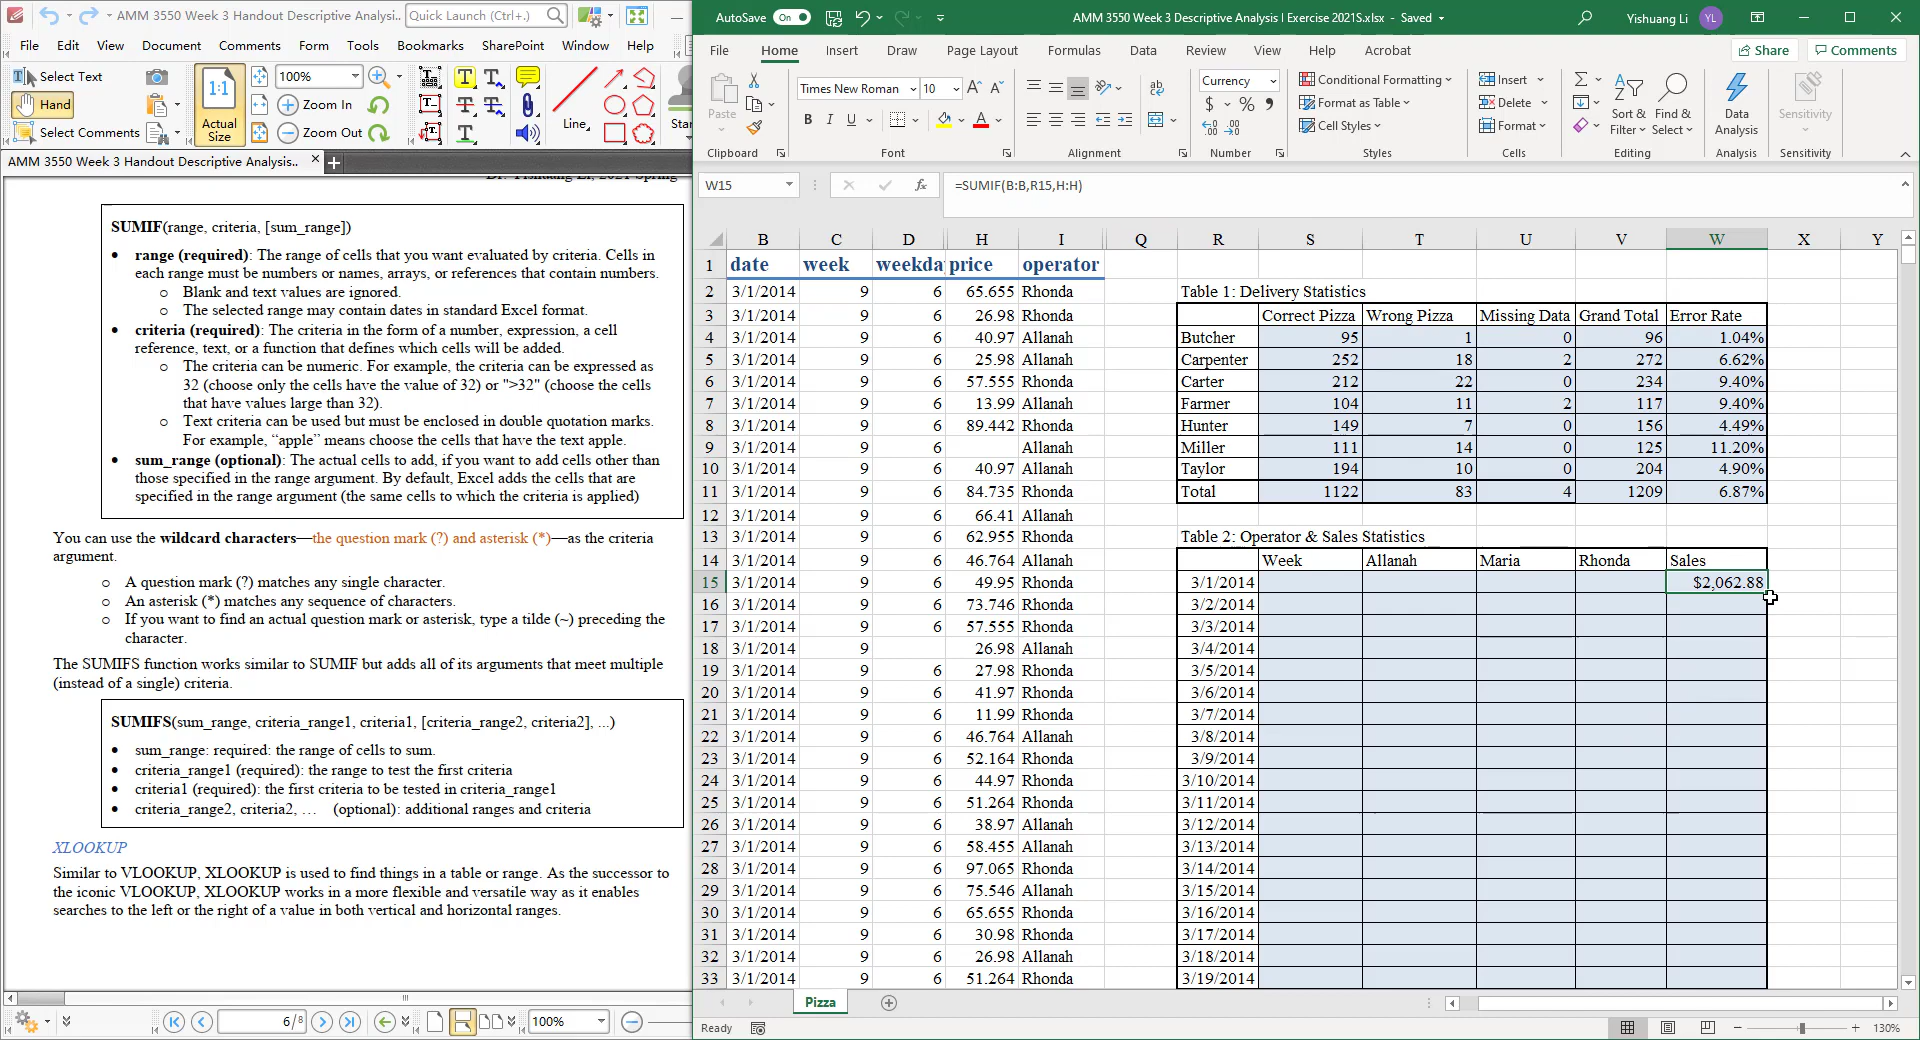 AMM 3550 Week 3 Handout Descriptive Analysi..
Quick Launch (Ctrl+.)
File Edit View Document Comments Form Tools Bookmarks SharePoint Window Help
Select Text
Hand
Select Comments
Actual Size
100%
Zoom In
Zoom Out
Line
AMM 3550 Week 3 Handout Descriptive Analysis..
SUMIF(range, criteria, [sum_range])
• range (required): The range of cells that you want evaluated by criteria. Cells in
each range must be numbers or names, arrays, or references that contain numbers.
o Blank and text values are ignored.
o The selected range may contain dates in standard Excel format.
• criteria (required): The criteria in the form of a number, expression, a cell
reference, text, or a function that defines which cells will be added.
o The criteria can be numeric. For example, the criteria can be expressed as
32 (choose only the cells have the value of 32) or ">32" (choose the cells
that have values large than 32).
o Text criteria can be used but must be enclosed in double quotation marks.
For example, “apple” means choose the cells that have the text apple.
• sum_range (optional): The actual cells to add, if you want to add cells other than
those specified in the range argument. By default, Excel adds the cells that are
specified in the range argument (the same cells to which the criteria is applied)
You can use the wildcard characters—the question mark (?) and asterisk (*)—as the criteria
argument.
o A question mark (?) matches any single character.
o An asterisk (*) matches any sequence of characters.
o If you want to find an actual question mark or asterisk, type a tilde (~) preceding the
character.
The SUMIFS function works similar to SUMIF but adds all of its arguments that meet multiple
(instead of a single) criteria.
SUMIFS(sum_range, criteria_range1, criteria1, [criteria_range2, criteria2], ...)
• sum_range: required: the range of cells to sum.
• criteria_range1 (required): the range to test the first criteria
• criteria1 (required): the first criteria to be tested in criteria_range1
• criteria_range2, criteria2, … (optional): additional ranges and criteria
XLOOKUP
Similar to VLOOKUP, XLOOKUP is used to find things in a table or range. As the successor to
the iconic VLOOKUP, XLOOKUP works in a more flexible and versatile way as it enables
searches to the left or the right of a value in both vertical and horizontal ranges.
6/8
100%
AutoSave On AMM 3550 Week 3 Descriptive Analysis I Exercise 2021S.xlsx - Saved Yishuang Li YL
File Home Insert Draw Page Layout Formulas Data Review View Help Acrobat Share Comments
Paste
Times New Roman 10
B I U
Currency
$ %
Conditional Formatting
Format as Table
Cell Styles
Insert
Delete
Format
Sort & Filter
Find & Select
Data Analysis
Sensitivity
Clipboard Font Alignment Number Styles Cells Editing Analysis Sensitivity
W15 fx =SUMIF(B:B,R15,H:H)
B C D H I Q R S T U V W X Y
1 date week weekda price operator
2 3/1/2014 9 6 65.655 Rhonda Table 1: Delivery Statistics
3 3/1/2014 9 6 26.98 Rhonda Correct Pizza Wrong Pizza Missing Data Grand Total Error Rate
4 3/1/2014 9 6 40.97 Allanah Butcher 95 1 0 96 1.04%
5 3/1/2014 9 6 25.98 Allanah Carpenter 252 18 2 272 6.62%
6 3/1/2014 9 6 57.555 Rhonda Carter 212 22 0 234 9.40%
7 3/1/2014 9 6 13.99 Allanah Farmer 104 11 2 117 9.40%
8 3/1/2014 9 6 89.442 Rhonda Hunter 149 7 0 156 4.49%
9 3/1/2014 9 6 Allanah Miller 111 14 0 125 11.20%
10 3/1/2014 9 6 40.97 Allanah Taylor 194 10 0 204 4.90%
11 3/1/2014 9 6 84.735 Rhonda Total 1122 83 4 1209 6.87%
12 3/1/2014 9 6 66.41 Allanah
13 3/1/2014 9 6 62.955 Rhonda Table 2: Operator & Sales Statistics
14 3/1/2014 9 6 46.764 Allanah Week Allanah Maria Rhonda Sales
15 3/1/2014 9 6 49.95 Rhonda 3/1/2014 $2,062.88
16 3/1/2014 9 6 73.746 Rhonda 3/2/2014
17 3/1/2014 9 6 57.555 Rhonda 3/3/2014
18 3/1/2014 9 26.98 Allanah 3/4/2014
19 3/1/2014 9 6 27.98 Rhonda 3/5/2014
20 3/1/2014 9 6 41.97 Rhonda 3/6/2014
21 3/1/2014 9 6 11.99 Rhonda 3/7/2014
22 3/1/2014 9 6 46.764 Allanah 3/8/2014
23 3/1/2014 9 6 52.164 Rhonda 3/9/2014
24 3/1/2014 9 6 44.97 Rhonda 3/10/2014
25 3/1/2014 9 6 51.264 Rhonda 3/11/2014
26 3/1/2014 9 6 38.97 Allanah 3/12/2014
27 3/1/2014 9 6 58.455 Allanah 3/13/2014
28 3/1/2014 9 6 97.065 Rhonda 3/14/2014
29 3/1/2014 9 6 75.546 Allanah 3/15/2014
30 3/1/2014 9 6 65.655 Rhonda 3/16/2014
31 3/1/2014 9 6 30.98 Rhonda 3/17/2014
32 3/1/2014 9 6 26.98 Allanah 3/18/2014
33 3/1/2014 9 6 51.264 Rhonda 3/19/2014
Pizza
Ready 130%